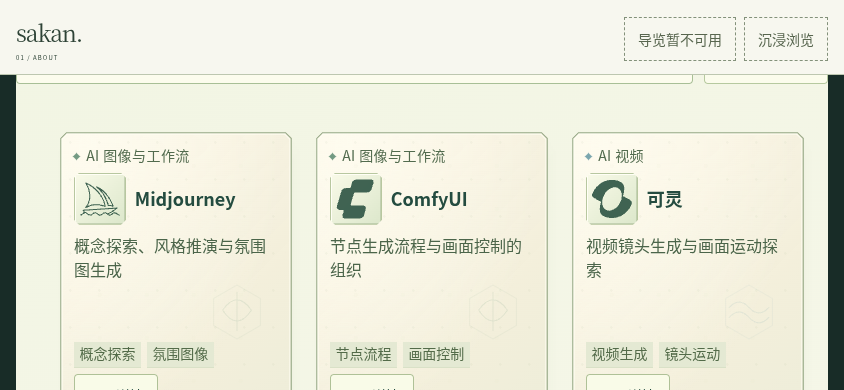 sakan.
01 / ABOUT
导览暂不可用
沉浸浏览
AI 图像与工作流
Midjourney
概念探索、风格推演与氛围
图生成
概念探索
氛围图像
AI 图像与工作流
ComfyUI
节点生成流程与画面控制的
组织
节点流程
画面控制
AI 视频
可灵
视频镜头生成与画面运动探
索
视频生成
镜头运动